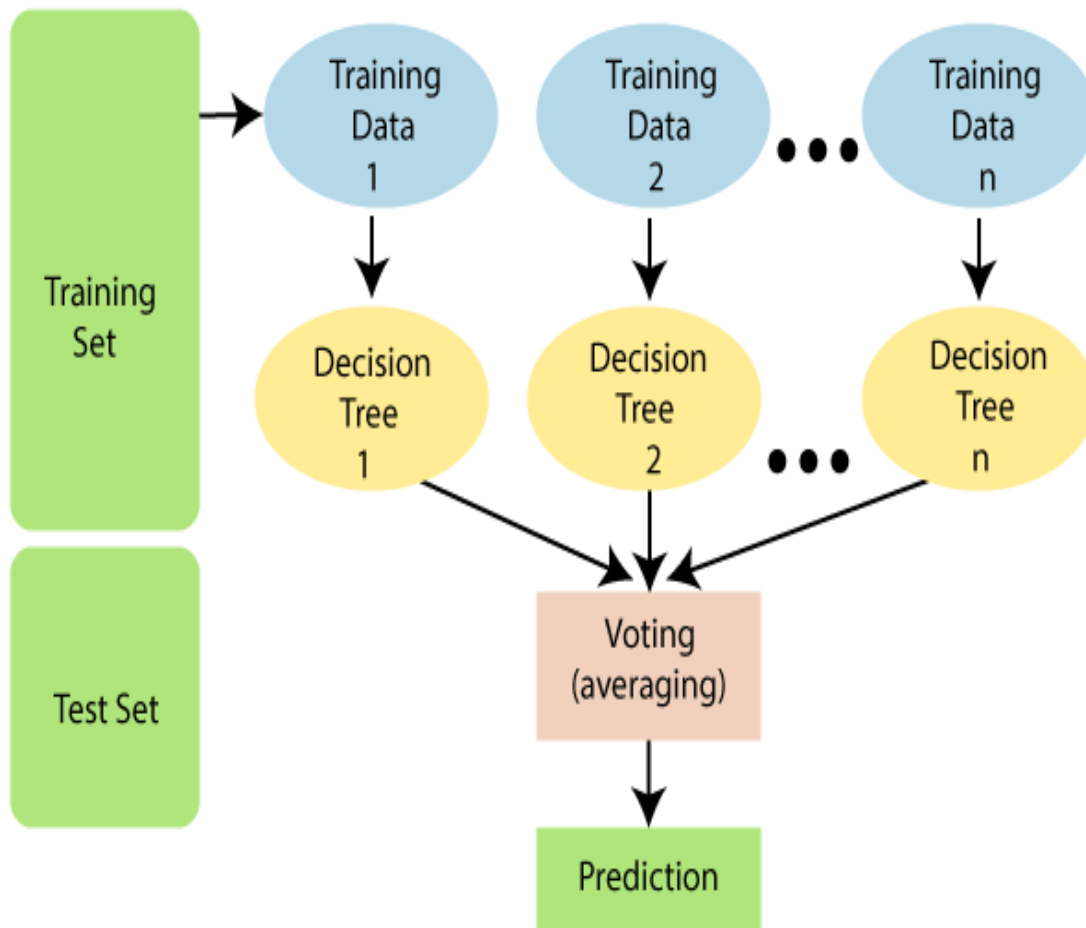 Training
Data
1
Training
Data
2
Training
Data
n
Training
Set
Decision
Tree
1
Decision
Tree
2
Decision
Tree
n
Voting
(averaging)
Test Set
Prediction